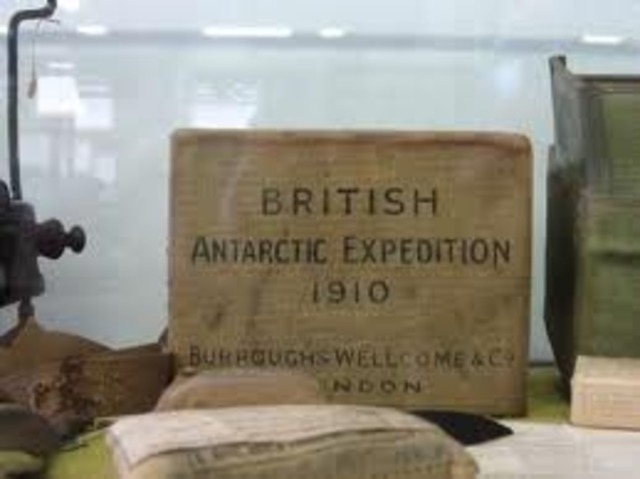 BRITISH
ANTARCTIC EXPEDITION
1910
BURROUGHS WELLCOME & Co
NDON